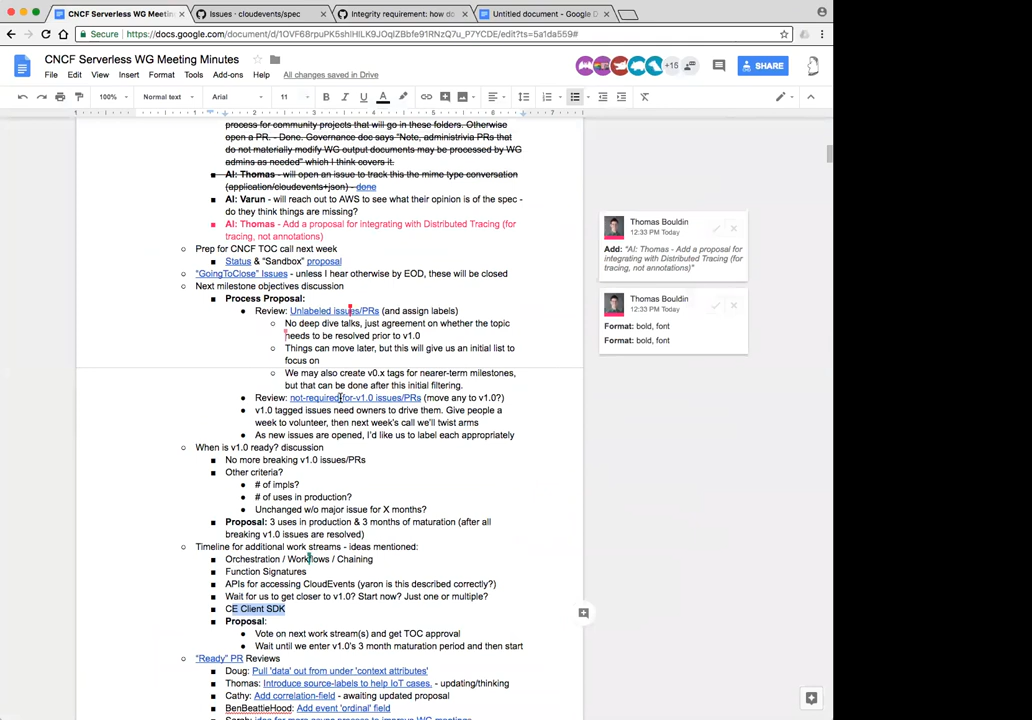 CNCF Serverless WG Meeti
Issues · cloudevents/spec
Integrity requirement: how do
Untitled document - Google D
Secure
https://docs.google.com/document/d/1OVF68rpuPK5shIHlLK9JOqlZBbfe91RNzQ7u_P7YCDE/edit?ts=5a1da559#
CNCF Serverless WG Meeting Minutes
File Edit View Insert Format Tools Add-ons Help All changes saved in Drive
+15
SHARE
100% Normal text Arial 11
1 2 3 4 5 6 7
process for community projects that will go in these folders. Otherwise
open a PR. - Done. Governance doc says "Note, administrivia PRs that
do not materially modify WG output documents may be processed by WG
admins as needed" which I think covers it.
AI: Thomas - will open an issue to track this the mime type conversation
(application/cloudevents+json) - done
AI: Varun - will reach out to AWS to see what their opinion is of the spec -
do they think things are missing?
AI: Thomas - Add a proposal for integrating with Distributed Tracing (for
tracing, not annotations)
Prep for CNCF TOC call next week
Status & "Sandbox" proposal
"GoingToClose" Issues - unless I hear otherwise by EOD, these will be closed
Next milestone objectives discussion
Process Proposal:
Review: Unlabeled issues/PRs (and assign labels)
No deep dive talks, just agreement on whether the topic
needs to be resolved prior to v1.0
Things can move later, but this will give us an initial list to
focus on
We may also create v0.x tags for nearer-term milestones,
but that can be done after this initial filtering.
Review: not-required-for-v1.0 issues/PRs (move any to v1.0?)
v1.0 tagged issues need owners to drive them. Give people a
week to volunteer, then next week's call we'll twist arms
As new issues are opened, I'd like us to label each appropriately
When is v1.0 ready? discussion
No more breaking v1.0 issues/PRs
Other criteria?
# of impls?
# of uses in production?
Unchanged w/o major issue for X months?
Proposal: 3 uses in production & 3 months of maturation (after all
breaking v1.0 issues are resolved)
Timeline for additional work streams - ideas mentioned:
Orchestration / Workflows / Chaining
Function Signatures
APIs for accessing CloudEvents (yaron is this described correctly?)
Wait for us to get closer to v1.0? Start now? Just one or multiple?
CE Client SDK
Proposal:
Vote on next work stream(s) and get TOC approval
Wait until we enter v1.0's 3 month maturation period and then start
"Ready" PR Reviews
Doug: Pull 'data' out from under 'context attributes'
Thomas: Introduce source-labels to help IoT cases. - updating/thinking
Cathy: Add correlation-field - awaiting updated proposal
BenBeattieHood: Add event 'ordinal' field
Sarah: idea for more async process to improve WG meetings
Thomas Bouldin
12:33 PM Today
Add: "AI: Thomas - Add a proposal for
integrating with Distributed Tracing (for
tracing, not annotations)"
Thomas Bouldin
12:33 PM Today
Format: bold, font
Format: bold, font